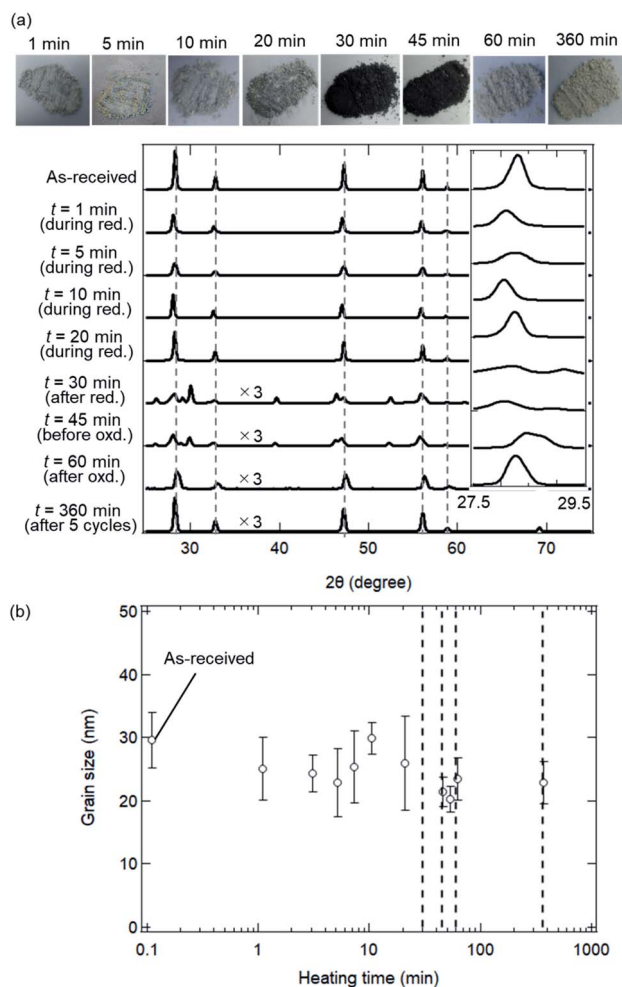 (a)
1 min 5 min 10 min 20 min 30 min 45 min 60 min 360 min
As-received
t = 1 min
(during red.)
t = 5 min
(during red.)
t = 10 min
(during red.)
t = 20 min
(during red.)
t = 30 min
(after red.)
× 3
t = 45 min
(before oxd.)
× 3
t = 60 min
(after oxd.)
× 3
t = 360 min
(after 5 cycles)
× 3
27.5 29.5
30 40 50 60 70
2θ (degree)
(b)
50
40
30
20
10
0
As-received
Grain size (nm)
0.1 1 10 100 1000
Heating time (min)